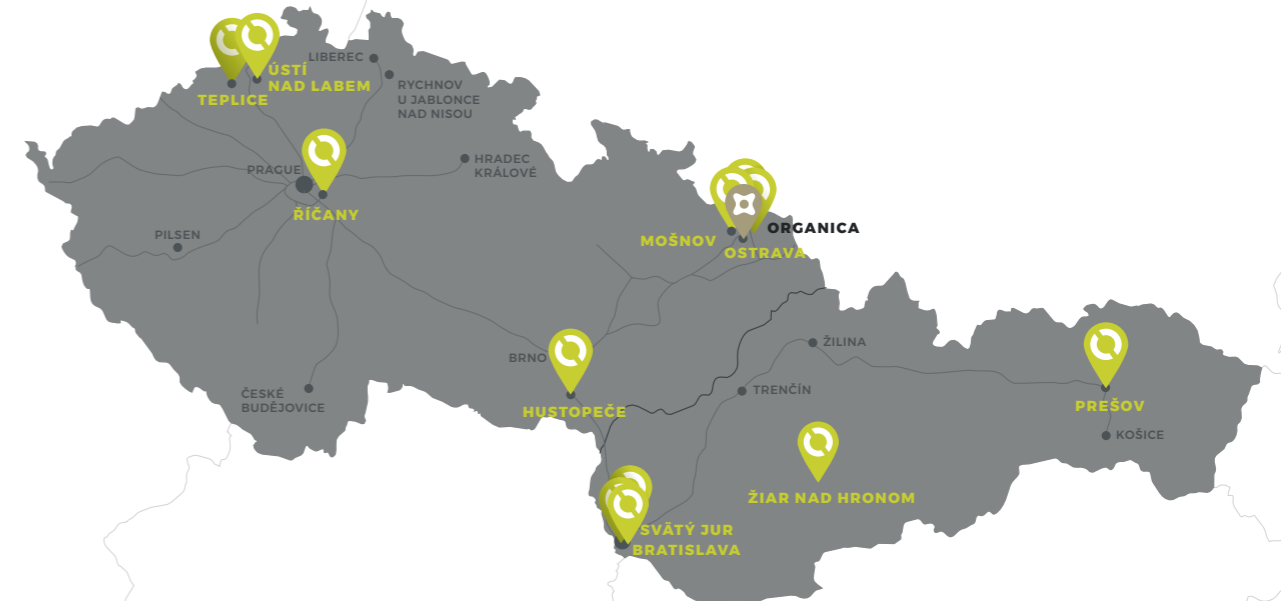 LIBEREC
ÚSTÍ
NAD LABEM
TEPLICE
RYCHNOV
U JABLONCE
NAD NISOU
PRAGUE
HRADEC
KRÁLOVÉ
ŘÍČANY
PILSEN
ORGANICA
MOŠNOV
OSTRAVA
BRNO
ŽILINA
ČESKÉ
BUDĚJOVICE
TRENČÍN
HUSTOPEČE
PREŠOV
KOŠICE
ŽIAR NAD HRONOM
SVÄTÝ JUR
BRATISLAVA